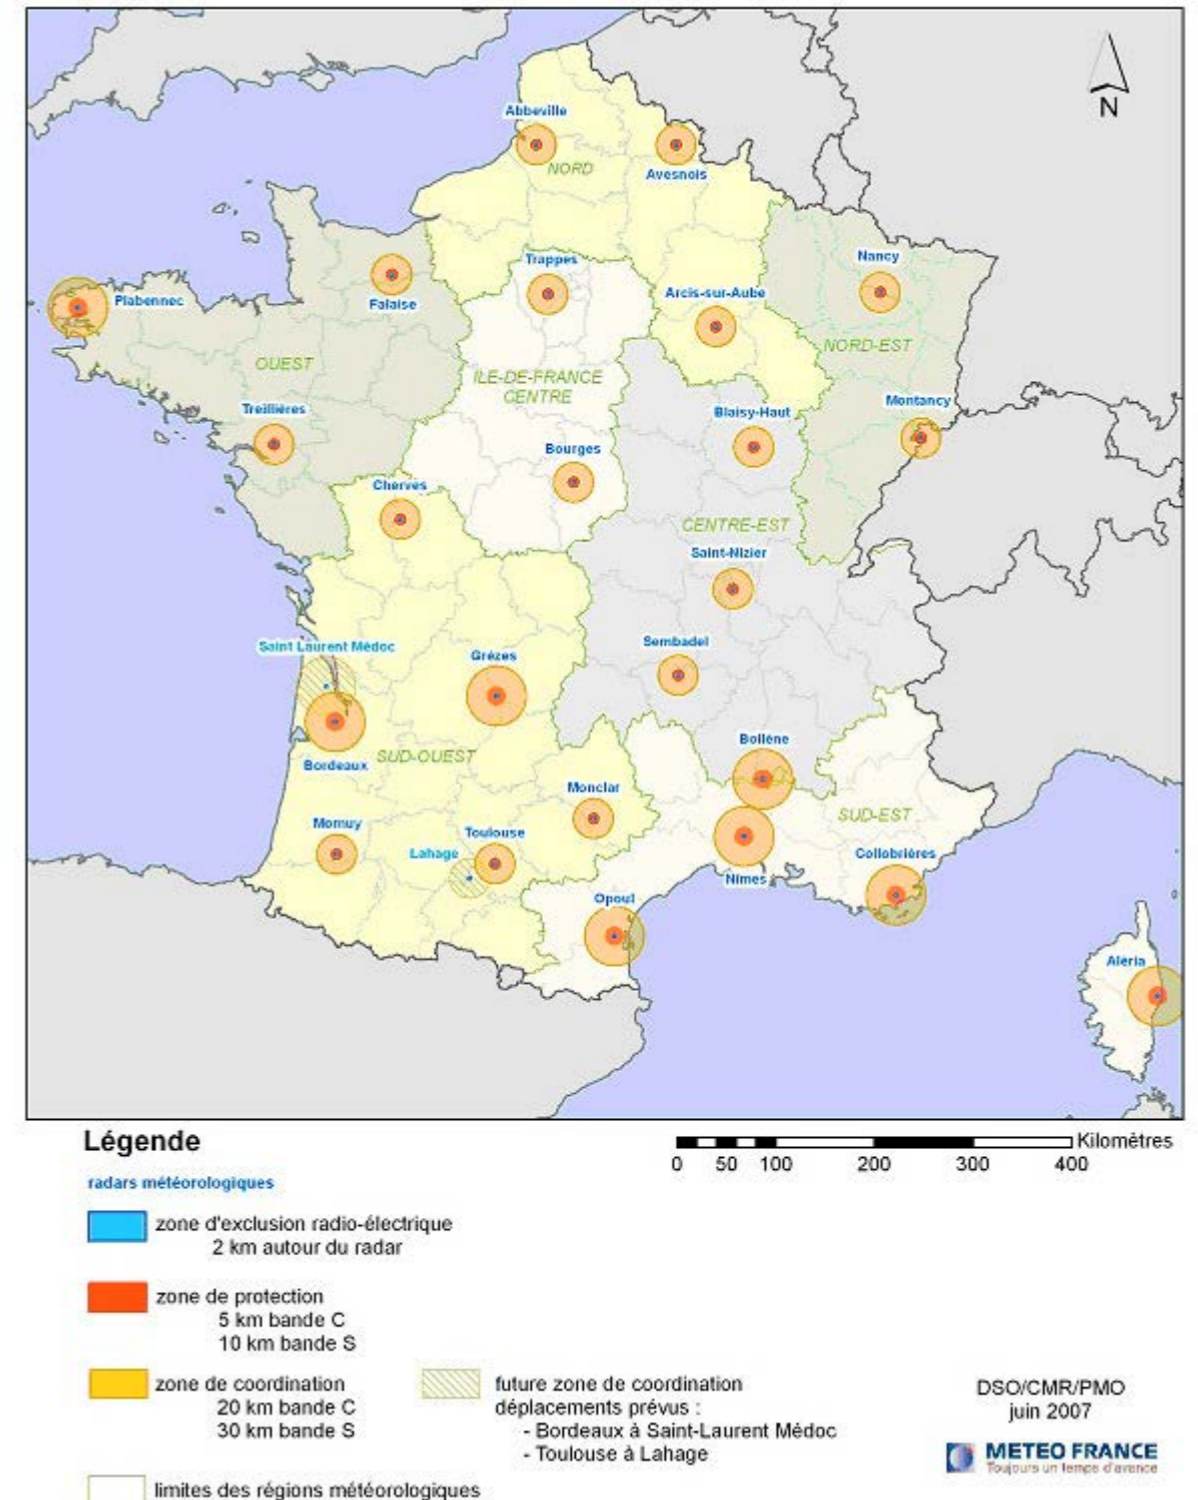 N
Abbeville
NORD
Avesnois
Trappes
Nancy
Plabennec
Falaise
Arcis-sur-Aube
NORD-EST
OUEST
ILE-DE-FRANCE
CENTRE
Treillières
Blaisy-Haut
Montancy
Bourges
Cherves
CENTRE-EST
Saint-Nizier
Saint Laurent Médoc
Grèzes
Sembadel
SUD-OUEST
Bordeaux
Bollène
Monclar
SUD-EST
Momuy
Toulouse
Lahage
Collobrières
Nîmes
Opoul
Aléria
Légende
Kilomètres
0 50 100 200 300 400
radars météorologiques
zone d'exclusion radio-électrique
2 km autour du radar
zone de protection
5 km bande C
10 km bande S
zone de coordination
20 km bande C
30 km bande S
future zone de coordination
déplacements prévus :
- Bordeaux à Saint-Laurent Médoc
- Toulouse à Lahage
DSO/CMR/PMO
juin 2007
METEO FRANCE
Toujours un temps d'avance
limites des régions météorologiques